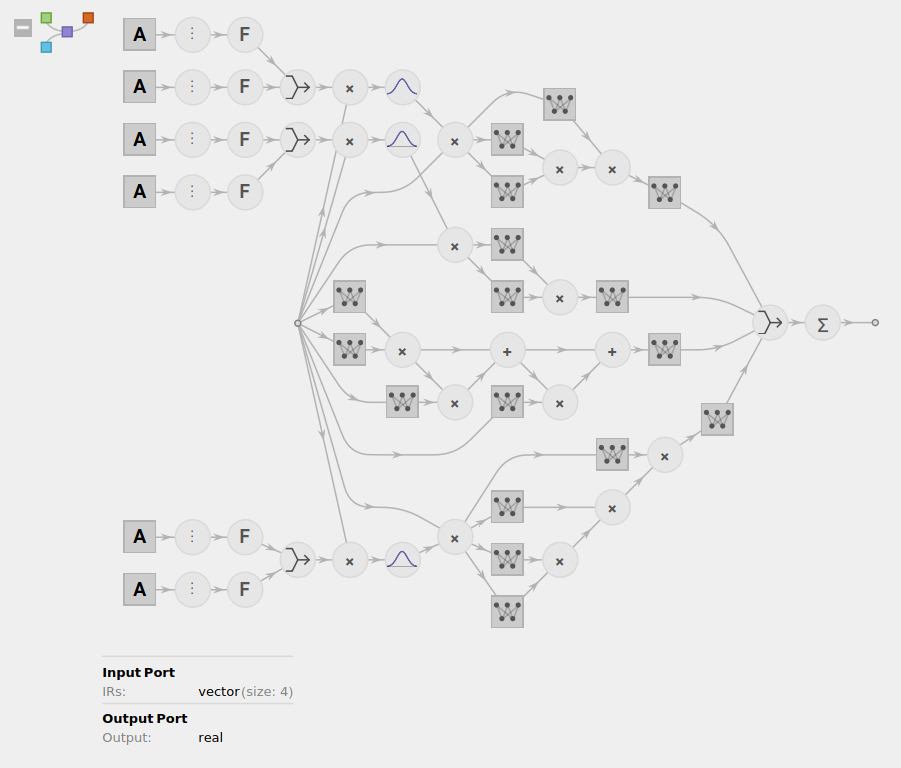 A ⋮ F
A ⋮ F × 
A ⋮ F × ×
× ×
A ⋮ F
×
×
Σ
× + +
× ×
×
×
A ⋮ F ×
× ×
A ⋮ F
Input Port
IRs: vector (size: 4)
Output Port
Output: real